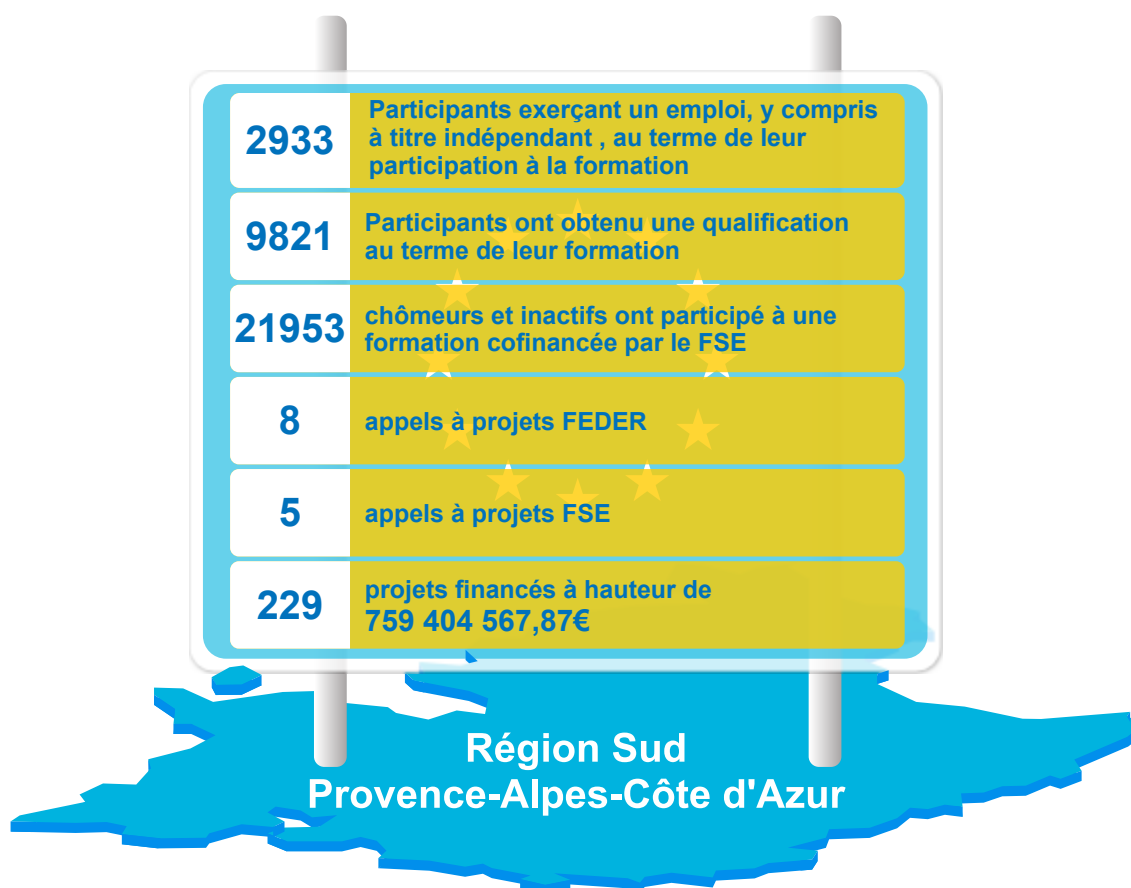 2933
Participants exerçant un emploi, y compris
à titre indépendant , au terme de leur
participation à la formation
9821
Participants ont obtenu une qualification
au terme de leur formation
21953
chômeurs et inactifs ont participé à une
formation cofinancée par le FSE
8
appels à projets FEDER
5
appels à projets FSE
229
projets financés à hauteur de
759 404 567,87€
Région Sud
Provence-Alpes-Côte d'Azur